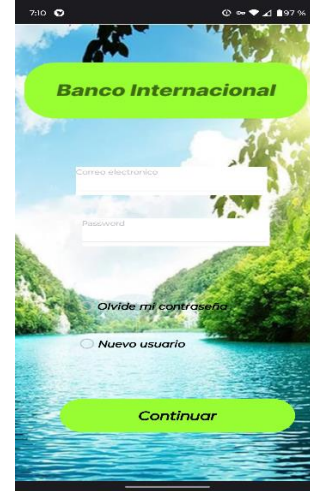 7:10
97 %
Banco Internacional
Correo electronico
Password
Olvide mi contraseña
Nuevo usuario
Continuar